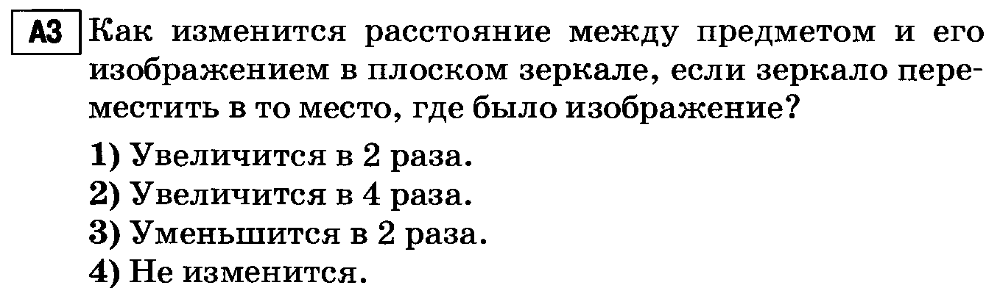 А3 Как изменится расстояние между предметом и его
изображением в плоском зеркале, если зеркало пере-
местить в то место, где было изображение?
1) Увеличится в 2 раза.
2) Увеличится в 4 раза.
3) Уменьшится в 2 раза.
4) Не изменится.